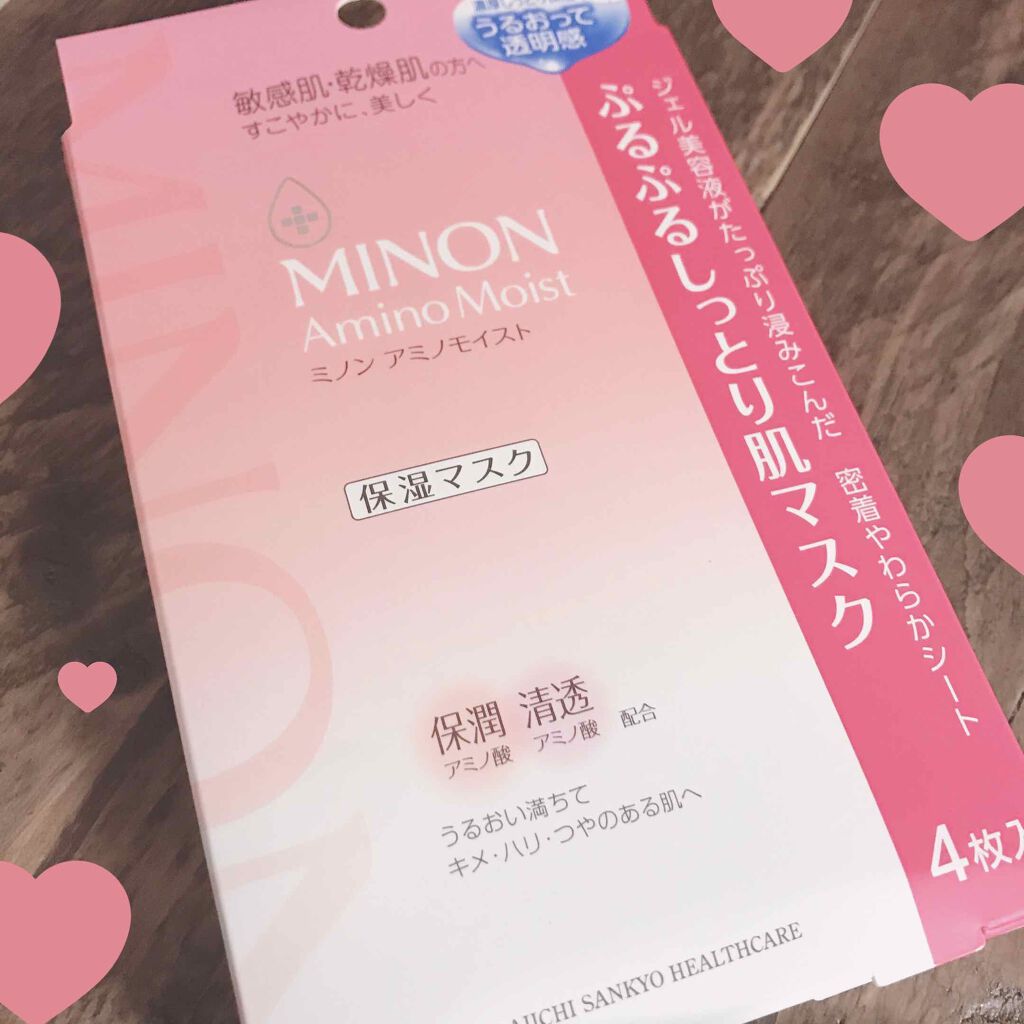 うるおって
透明感
敏感肌・乾燥肌の方へ
すこやかに、美しく
MINON
Amino Moist
ミノン アミノモイスト
保湿マスク
ジェル美容液がたっぷり浸みこんだ 密着やわらかシート
ぷるぷるしっとり肌マスク
保潤 清透 配合
アミノ酸 アミノ酸
うるおい満ちて
キメ・ハリ・つやのある肌へ
4枚入
SANKYO HEALTHCARE
MINON